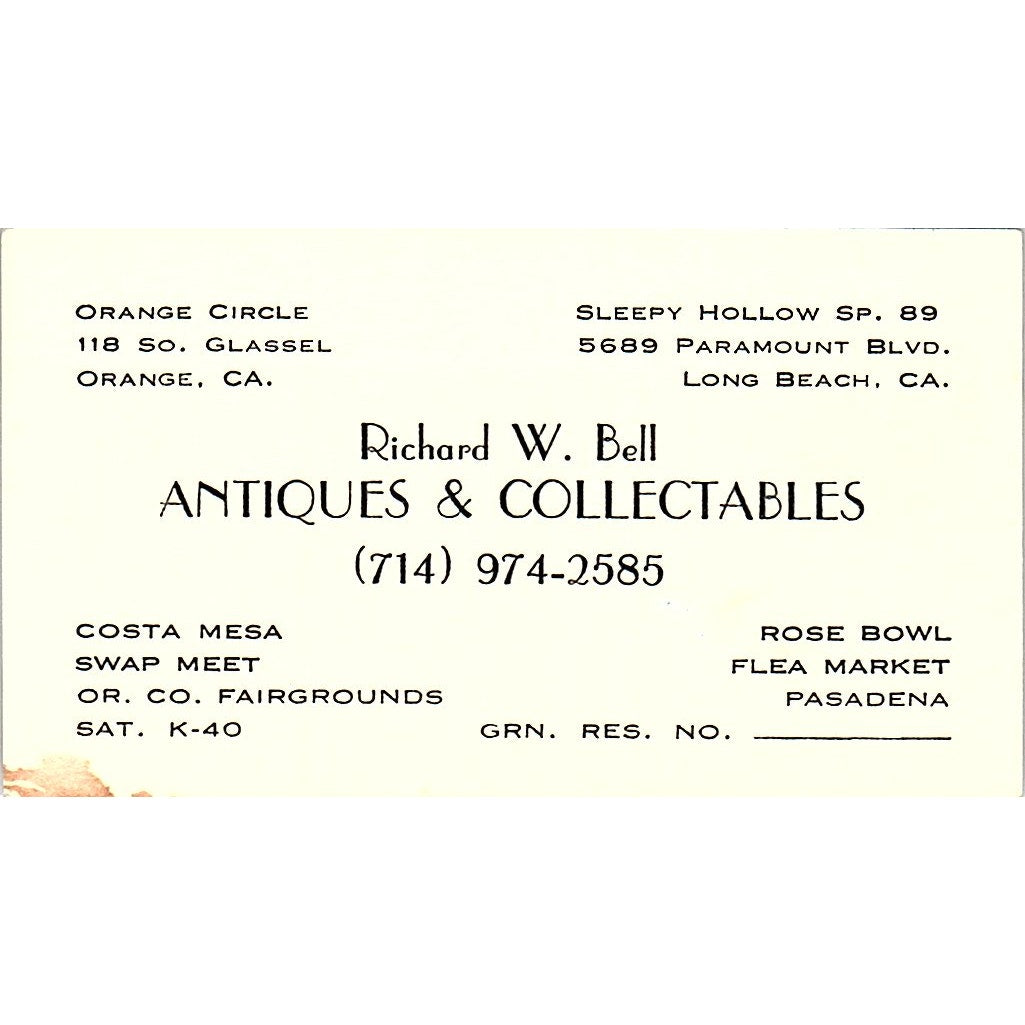 ORANGE CIRCLE
118 SO. GLASSEL
ORANGE, CA.
SLEEPY HOLLOW SP. 89
5689 PARAMOUNT BLVD.
LONG BEACH, CA.
Richard W. Bell
ANTIQUES & COLLECTABLES
(714) 974-2585
COSTA MESA
SWAP MEET
OR. CO. FAIRGROUNDS
SAT. K-40
ROSE BOWL
FLEA MARKET
PASADENA
GRN. RES. NO.